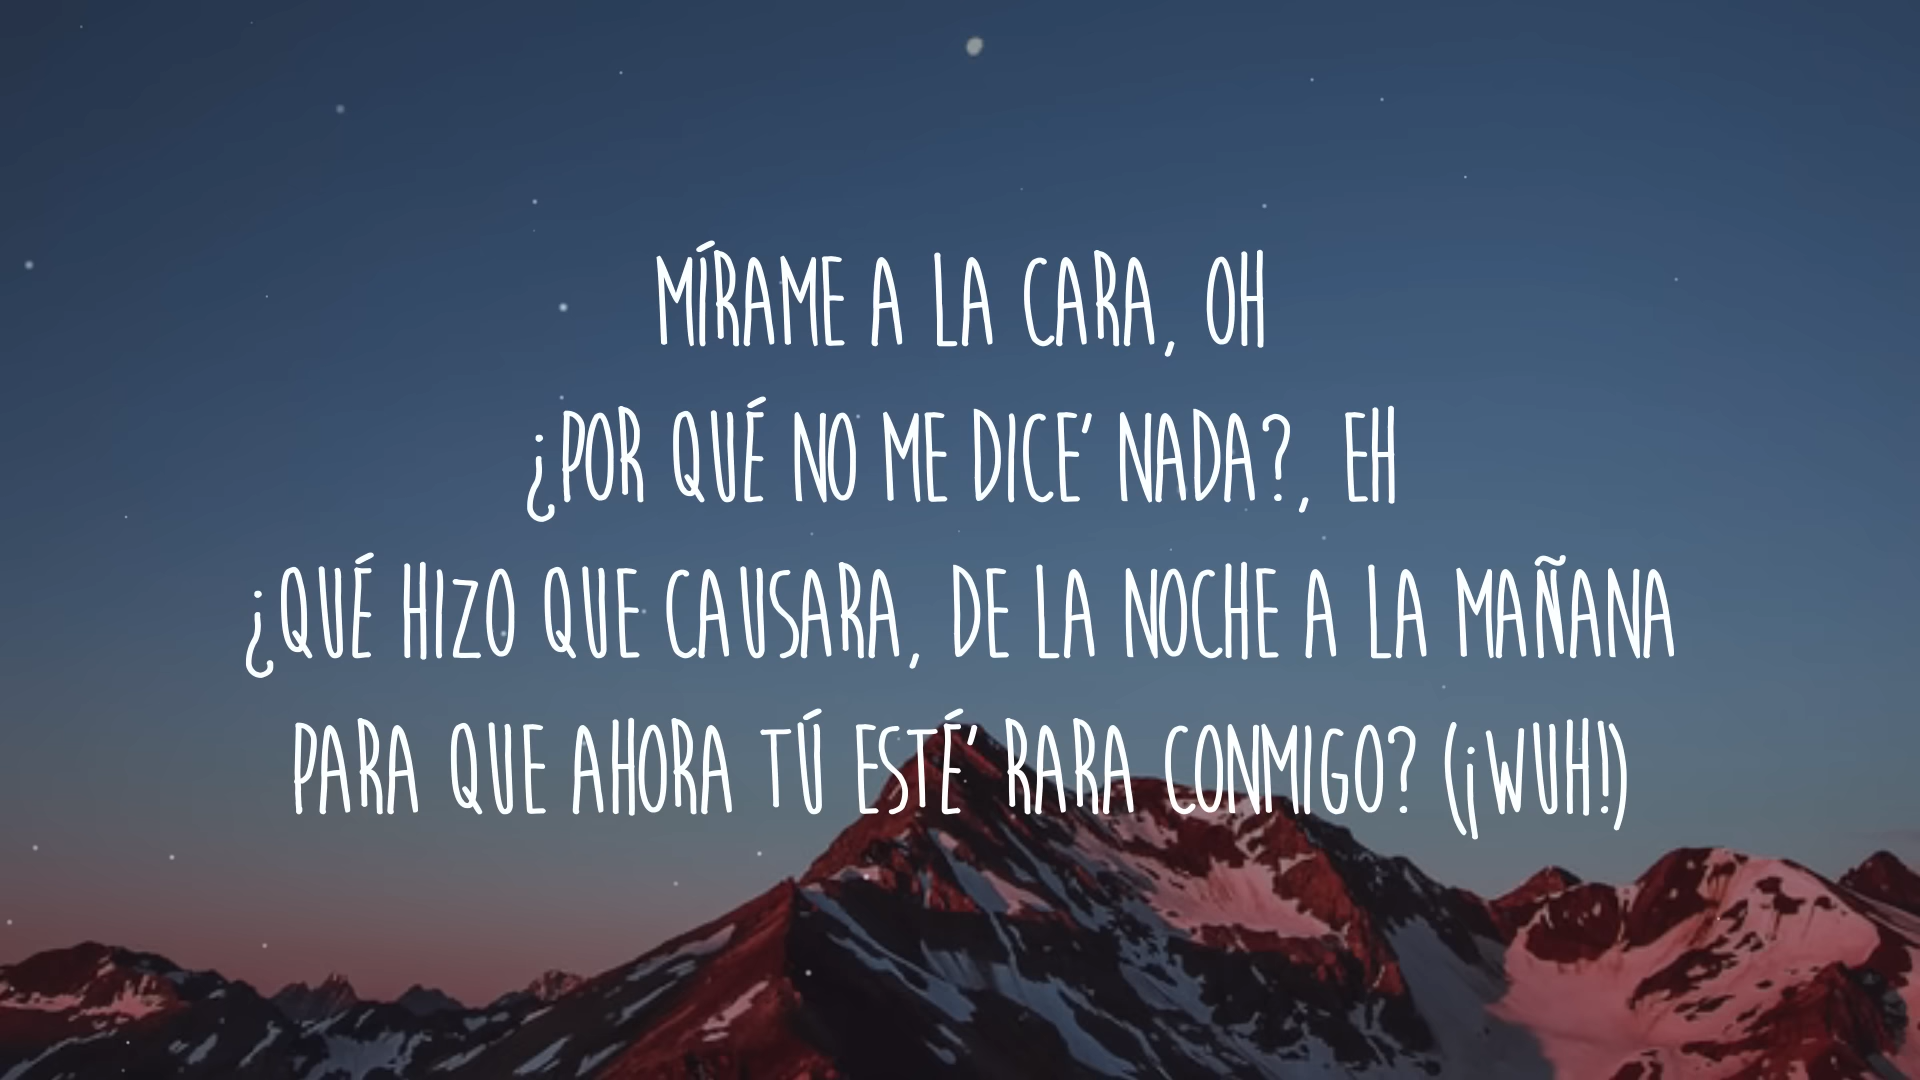 MÍRAME A LA CARA, OH
¿POR QUÉ NO ME DICE' NADA?, EH
¿QUÉ HIZO QUE CAUSARA, DE LA NOCHE A LA MAÑANA
PARA QUE AHORA TÚ ESTÉ' RARA CONMIGO? (¡WUH!)